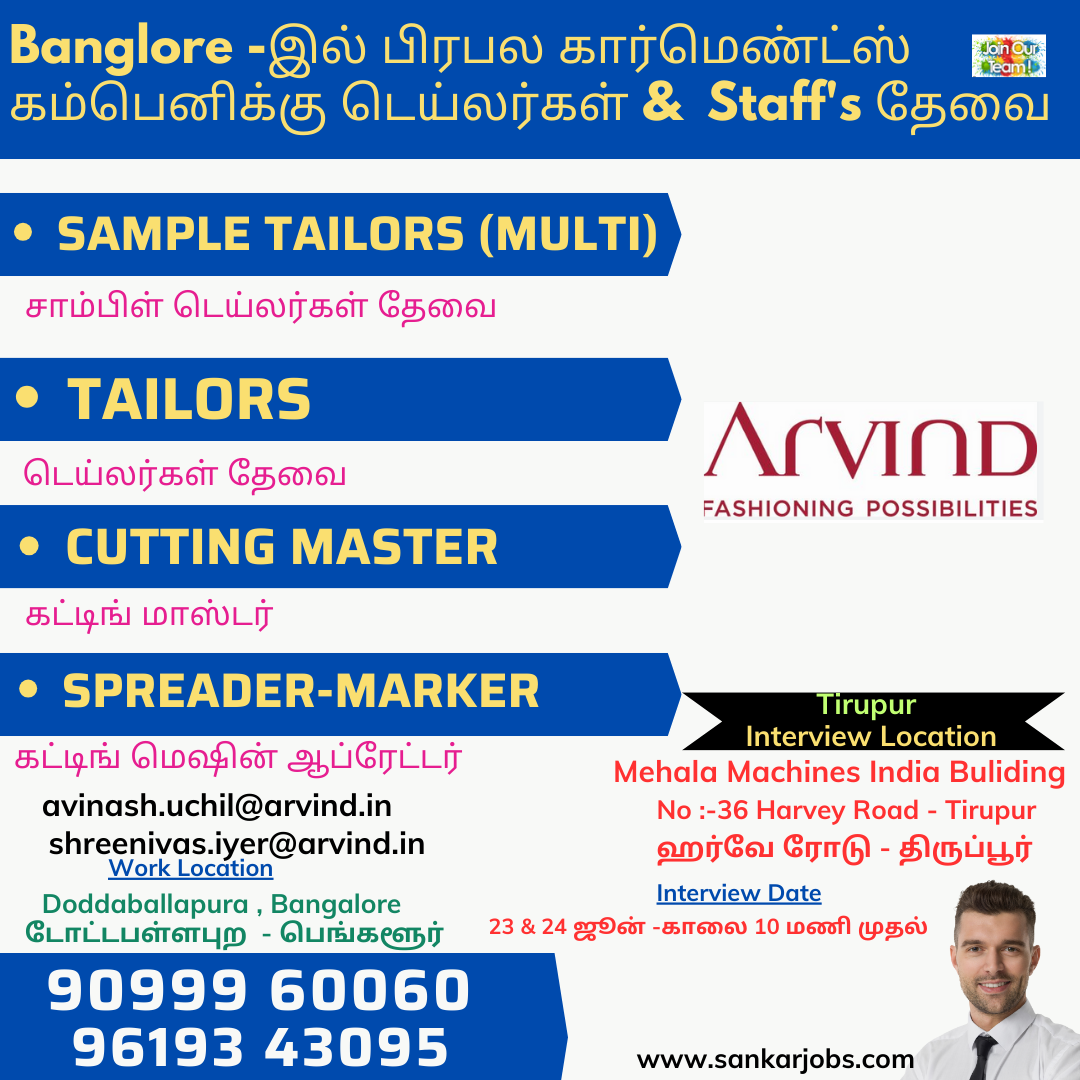 Banglore -இல் பிரபல கார்மெண்ட்ஸ்
கம்பெனிக்கு டெய்லர்கள் & Staff's தேவை
Join Our
Team!
• SAMPLE TAILORS (MULTI)
சாம்பிள் டெய்லர்கள் தேவை
• TAILORS
டெய்லர்கள் தேவை
ARVIND
FASHIONING POSSIBILITIES
• CUTTING MASTER
கட்டிங் மாஸ்டர்
• SPREADER-MARKER
கட்டிங் மெஷின் ஆப்ரேட்டர்
avinash.uchil@arvind.in
shreenivas.iyer@arvind.in
Work Location
Doddaballapura , Bangalore
டோட்டபள்ளபுற - பெங்களூர்
Tirupur
Interview Location
Mehala Machines India Buliding
No :-36 Harvey Road - Tirupur
ஹர்வே ரோடு - திருப்பூர்
Interview Date
23 & 24 ஜூன் -காலை 10 மணி முதல்
90999 60060
96193 43095
www.sankarjobs.com